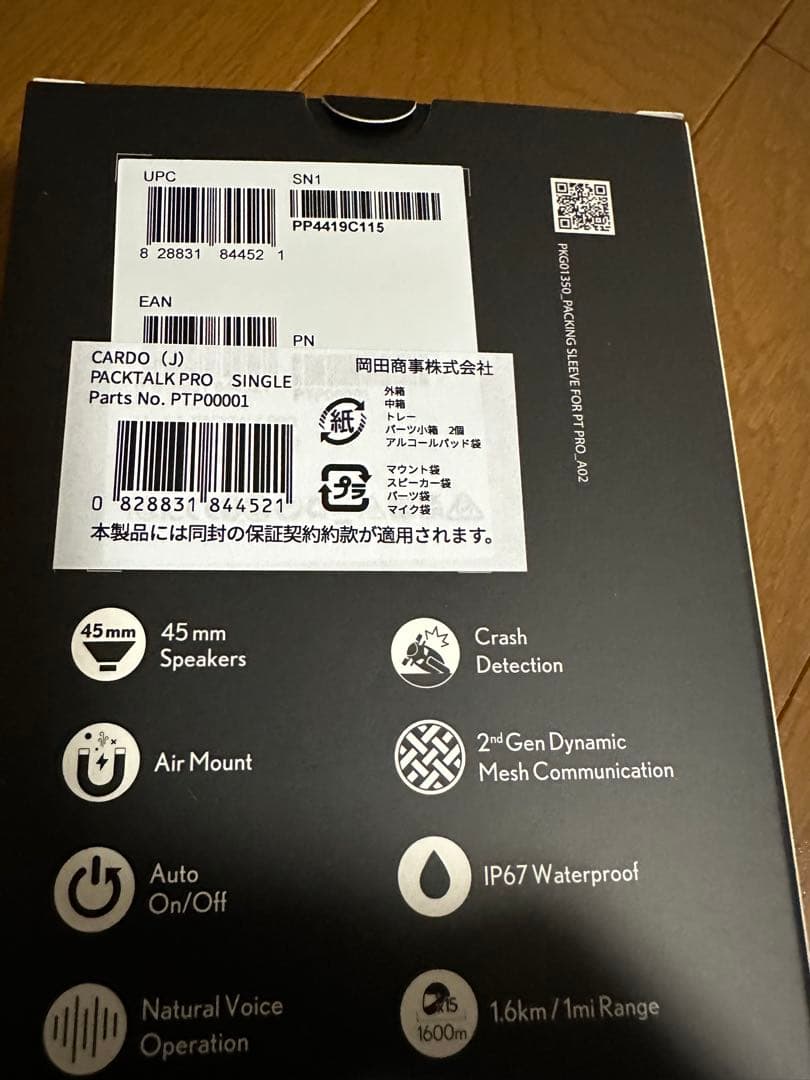 UPC
SN1
8 28831 84452 1
PP4419C115
EAN
PN
PKG01350_PACKING SLEEVE FOR PT PRO_A02
CARDO (J)
PACKTALK PRO SINGLE
Parts No. PTP00001
0 828831 844521
岡田商事株式会社
紙
外箱
中箱
トレー
パーツ小箱 2個
アルコールパッド袋
プラ
マウント袋
スピーカー袋
パーツ袋
マイク袋
本製品には同封の保証契約約款が適用されます。
45mm
45mm
Speakers
Crash
Detection
Air Mount
2nd Gen Dynamic
Mesh Communication
Auto
On/Off
IP67 Waterproof
Natural Voice
Operation
x15
1600m
1.6km / 1mi Range